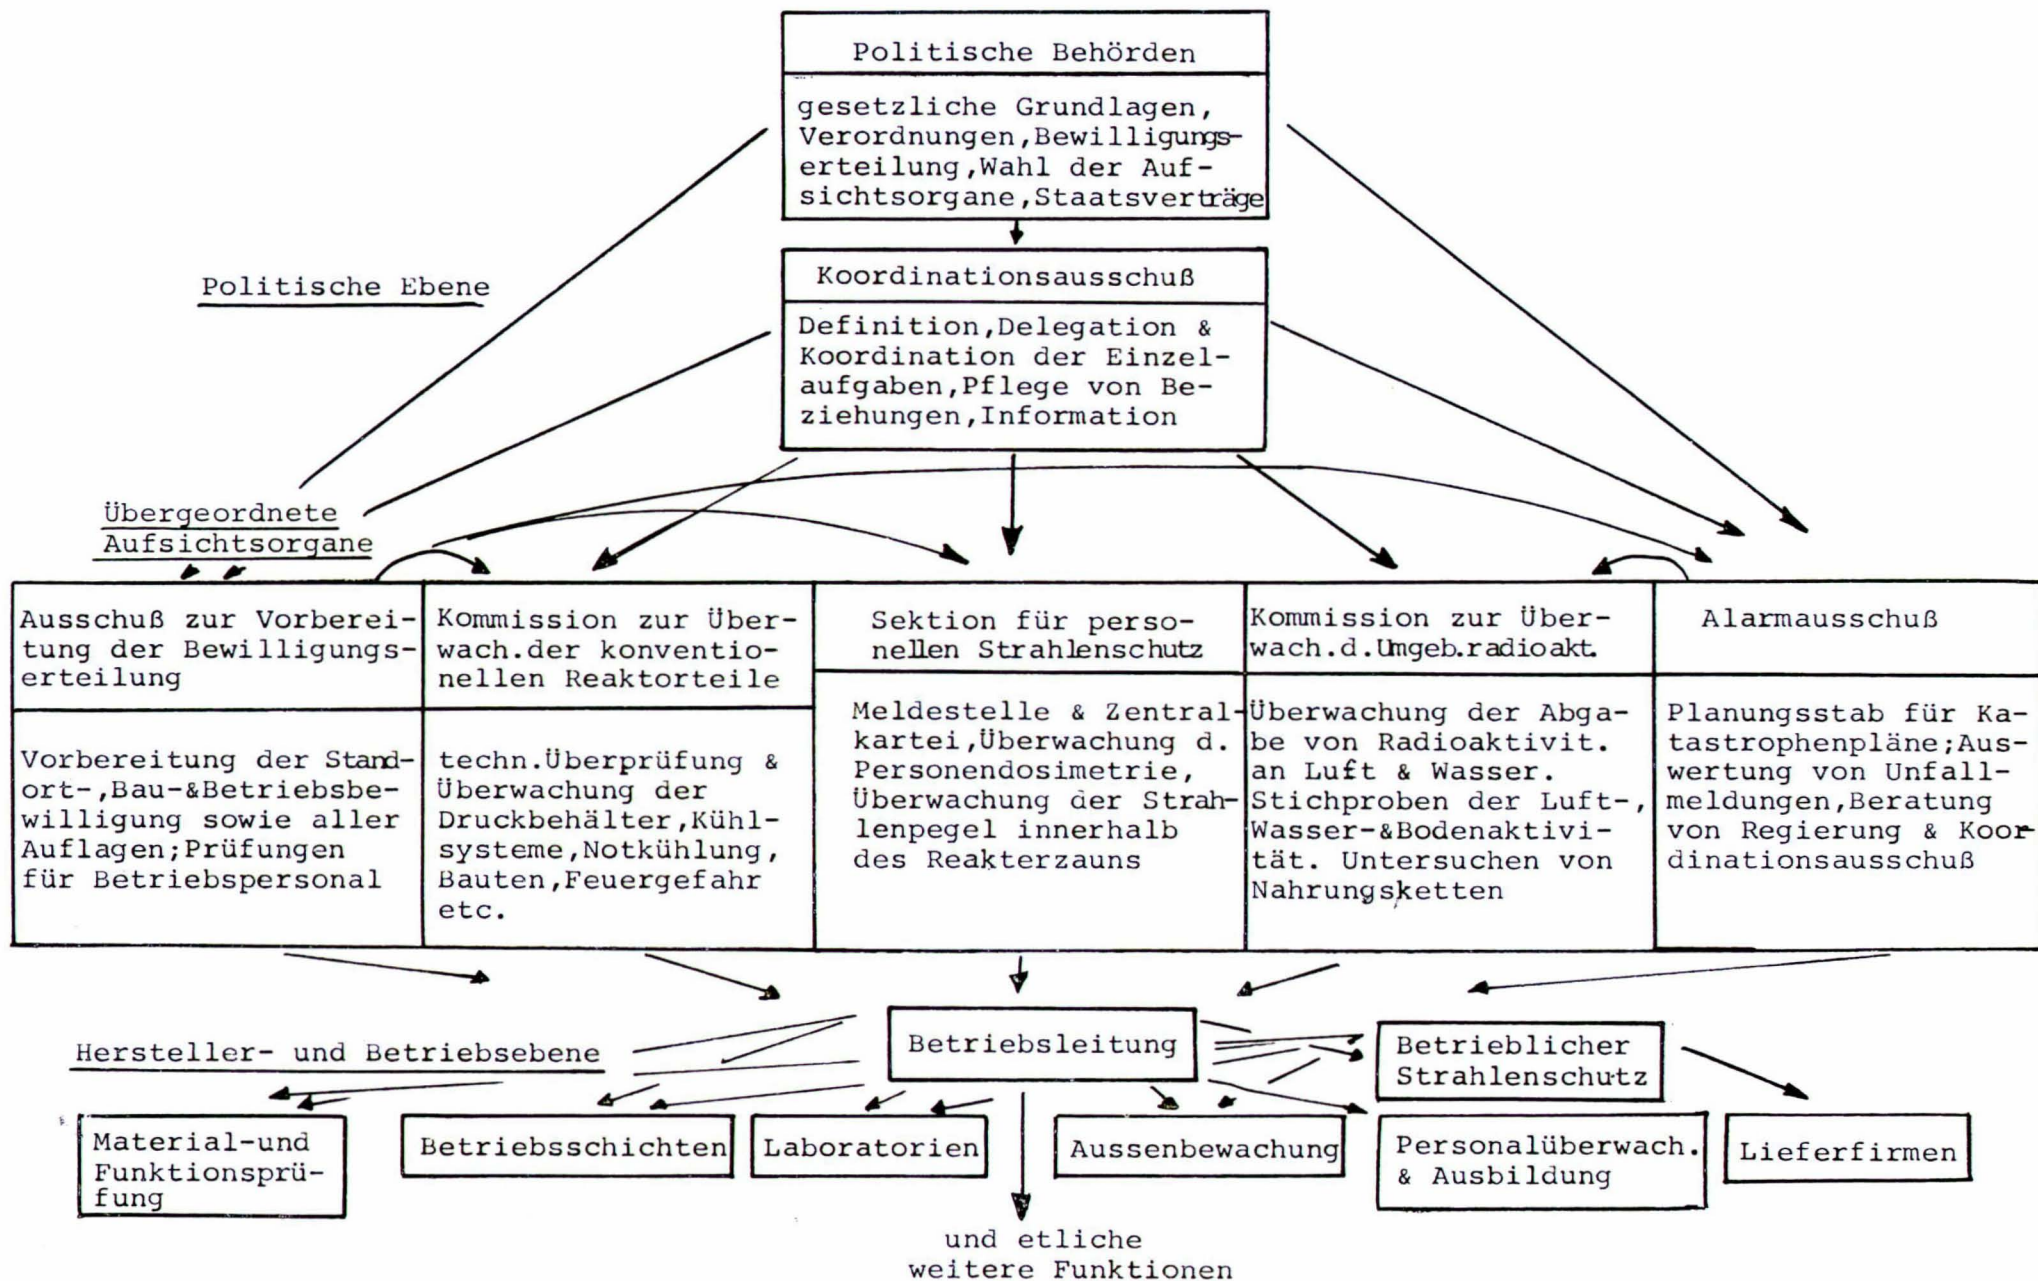 Politische Behörden
gesetzliche Grundlagen,
Verordnungen,Bewilligungs-
erteilung,Wahl der Auf-
sichtsorgane,Staatsverträge
Politische Ebene
Koordinationsausschuß
Definition,Delegation &
Koordination der Einzel-
aufgaben,Pflege von Be-
ziehungen,Information
Übergeordnete
Aufsichtsorgane
Ausschuß zur Vorberei-
tung der Bewilligungs-
erteilung
Vorbereitung der Stand-
ort-,Bau-&Betriebsbe-
willigung sowie aller
Auflagen;Prüfungen
für Betriebspersonal
Kommission zur Über-
wach.der konventio-
nellen Reaktorteile
techn.Überprüfung &
Überwachung der
Druckbehälter,Kühl-
systeme,Notkühlung,
Bauten,Feuergefahr
etc.
Sektion für perso-
nellen Strahlenschutz
Meldestelle & Zentral-
kartei,Überwachung d.
Personendosimetrie,
Überwachung der Strah-
lenpegel innerhalb
des Reakterzauns
Kommission zur Über-
wach.d.Umgeb.radioakt.
Überwachung der Abga-
be von Radioaktivit.
an Luft & Wasser.
Stichproben der Luft-,
Wasser-&Bodenaktivi-
tät. Untersuchen von
Nahrungsketten
Alarmausschuß
Planungsstab für Ka-
tastrophenpläne;Aus-
wertung von Unfall-
meldungen,Beratung
von Regierung & Koor-
dinationsausschuß
Hersteller- und Betriebsebene
Betriebsleitung
Betrieblicher
Strahlenschutz
Material-und
Funktionsprü-
fung
Betriebsschichten
Laboratorien
Aussenbewachung
Personalüberwach.
& Ausbildung
Lieferfirmen
und etliche
weitere Funktionen